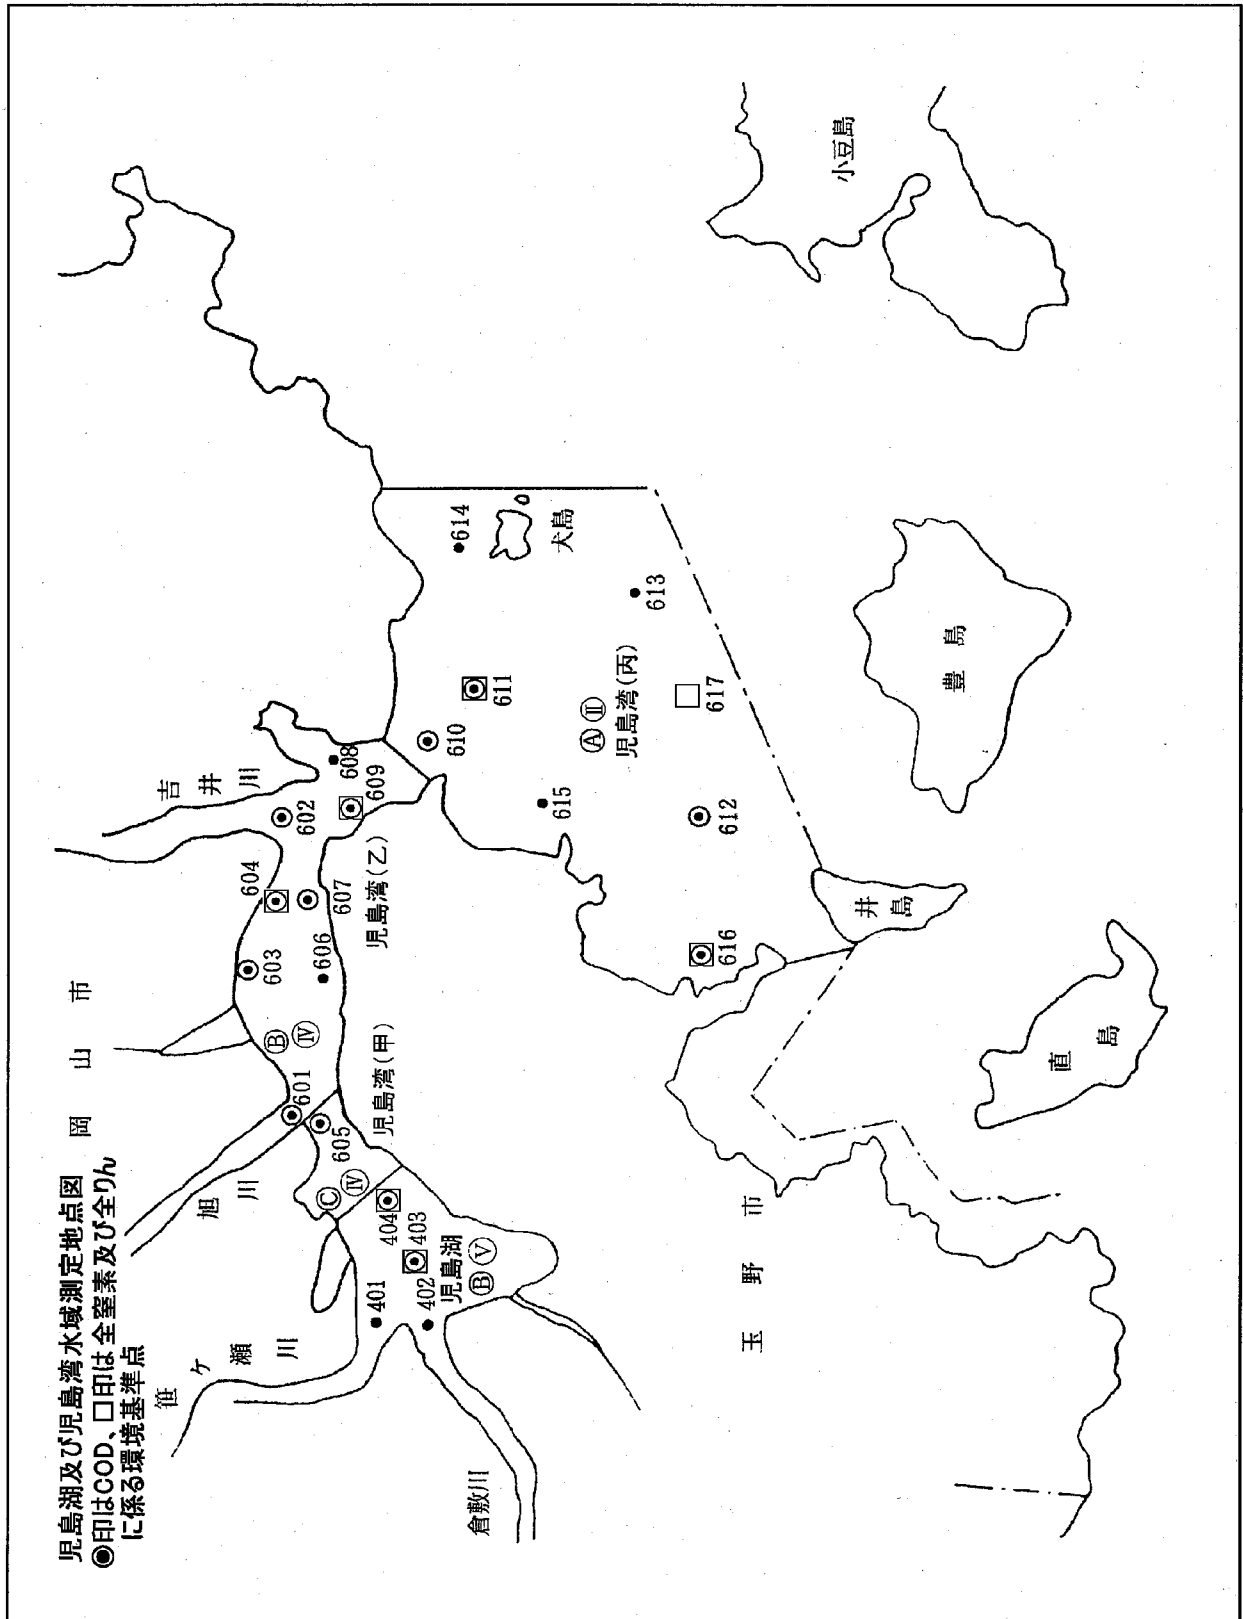 児島湖及び児島湾水域測定地点図
◉印はCOD、□印は全窒素及び全りん
に係る環境基準点
岡山市
笹ヶ瀬川
旭川
吉井川
倉敷川
玉野市
401
402
403
404
児島湖
Ⓑ Ⓥ
Ⓒ Ⅳ
児島湾(甲)
605
601
Ⓑ Ⅳ
603
604
606
607
児島湾(乙)
602
608
609
610
611
614
犬島
615
Ⓐ Ⅱ
児島湾(丙)
613
612
617
616
井島
直島
豊島
小豆島